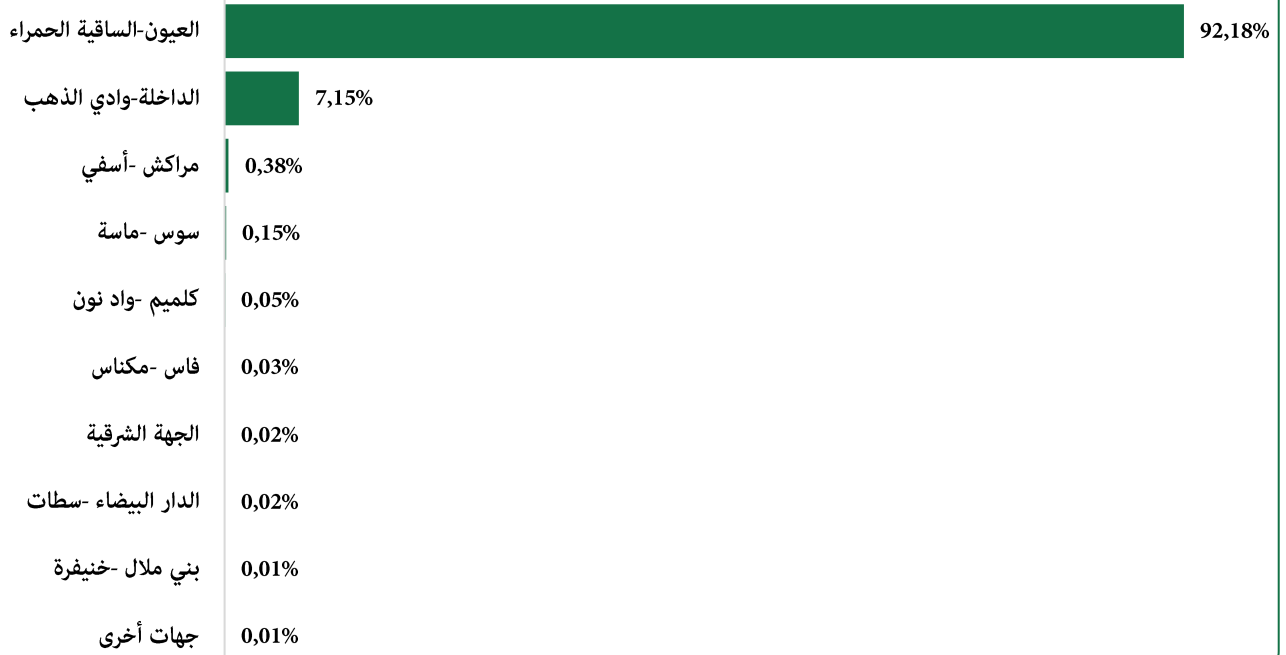 العيون-الساقية الحمراء 92,18%
الداخلة-وادي الذهب 7,15%
مراكش -أسفي 0,38%
سوس -ماسة 0,15%
كلميم -واد نون 0,05%
فاس -مكناس 0,03%
الجهة الشرقية 0,02%
الدار البيضاء -سطات 0,02%
بني ملال -خنيفرة 0,01%
جهات أخرى 0,01%